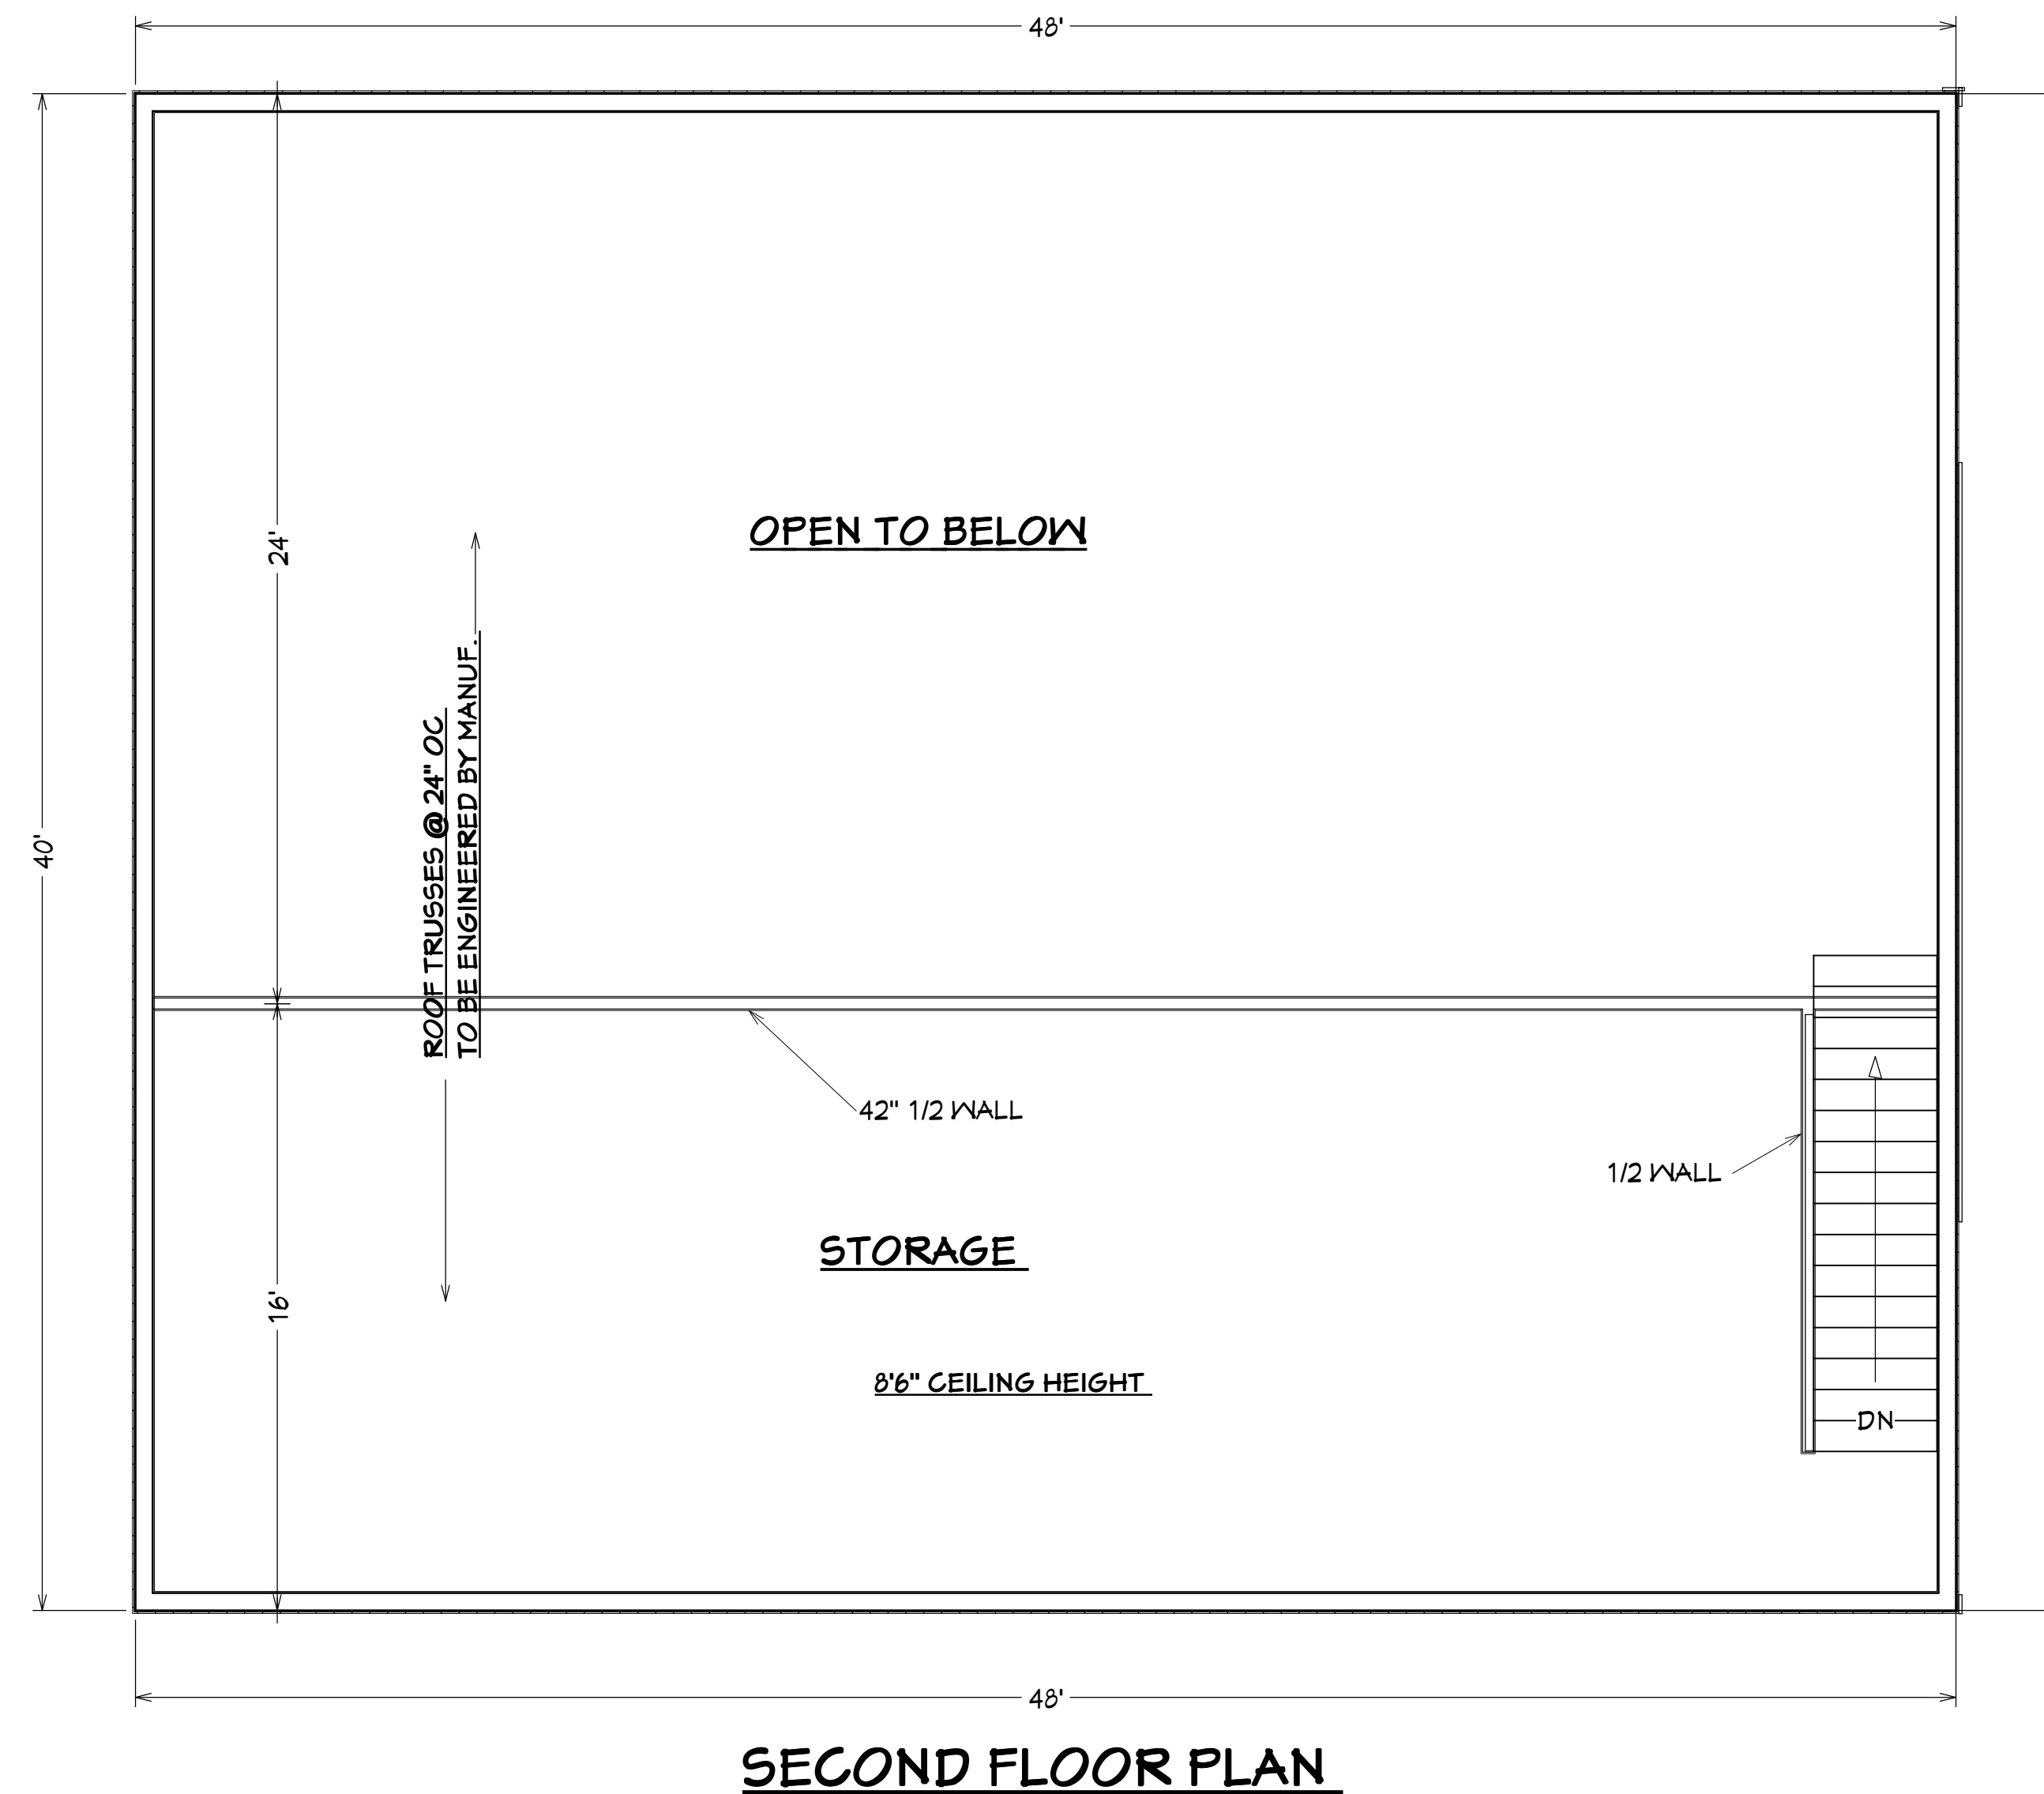 48'
24'
OPEN TO BELOW
40'
ROOF TRUSSES @ 24" OC
TO BE ENGINEERED BY MANUF.
42" 1/2 WALL
1/2 WALL
STORAGE
16'
8'6" CEILING HEIGHT
DN
48'
SECOND FLOOR PLAN